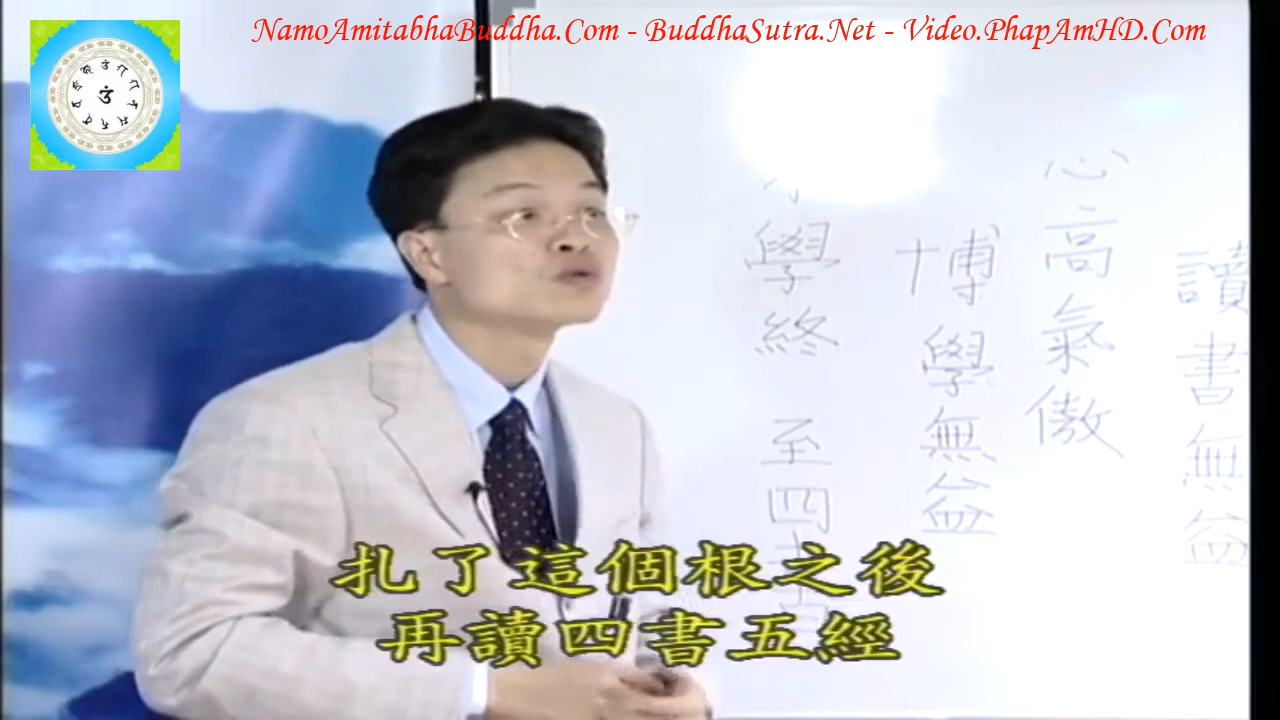 NamoAmitabhaBuddha.Com - BuddhaSutra.Net - Video.PhapAmHD.Com
讀書無益
心高氣傲
博學無益
學終 至四書
扎了這個根之後
再讀四書五經